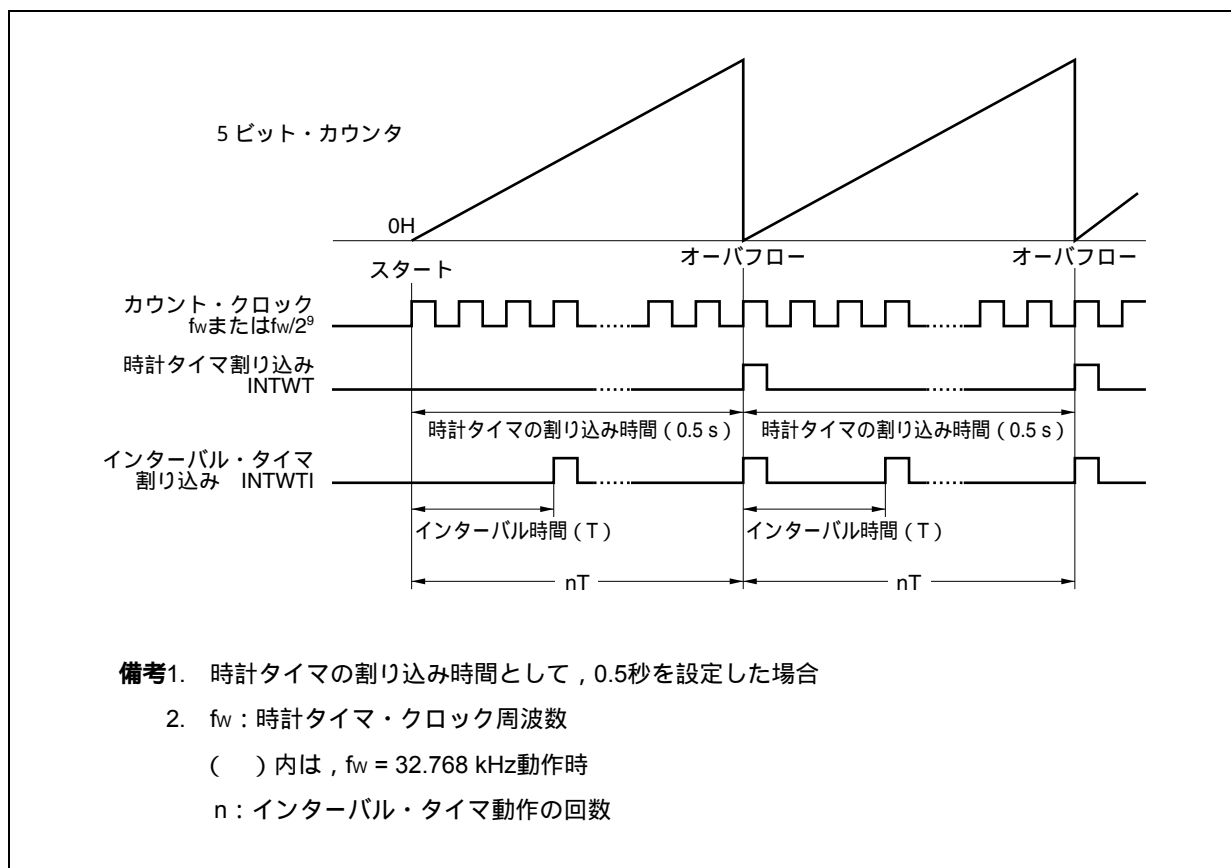 5 ビット・カウンタ
0H
スタート
オーバフロー
オーバフロー
カウント・クロック
fWまたはfW/2⁹
時計タイマ割り込み
INTWT
時計タイマの割り込み時間（0.5 s）
時計タイマの割り込み時間（0.5 s）
インターバル・タイマ
割り込み　INTWTI
インターバル時間（T）
インターバル時間（T）
nT
nT
備考1.　時計タイマの割り込み時間として，0.5秒を設定した場合
2.　fW：時計タイマ・クロック周波数
（　）内は，fW = 32.768 kHz動作時
n：インターバル・タイマ動作の回数